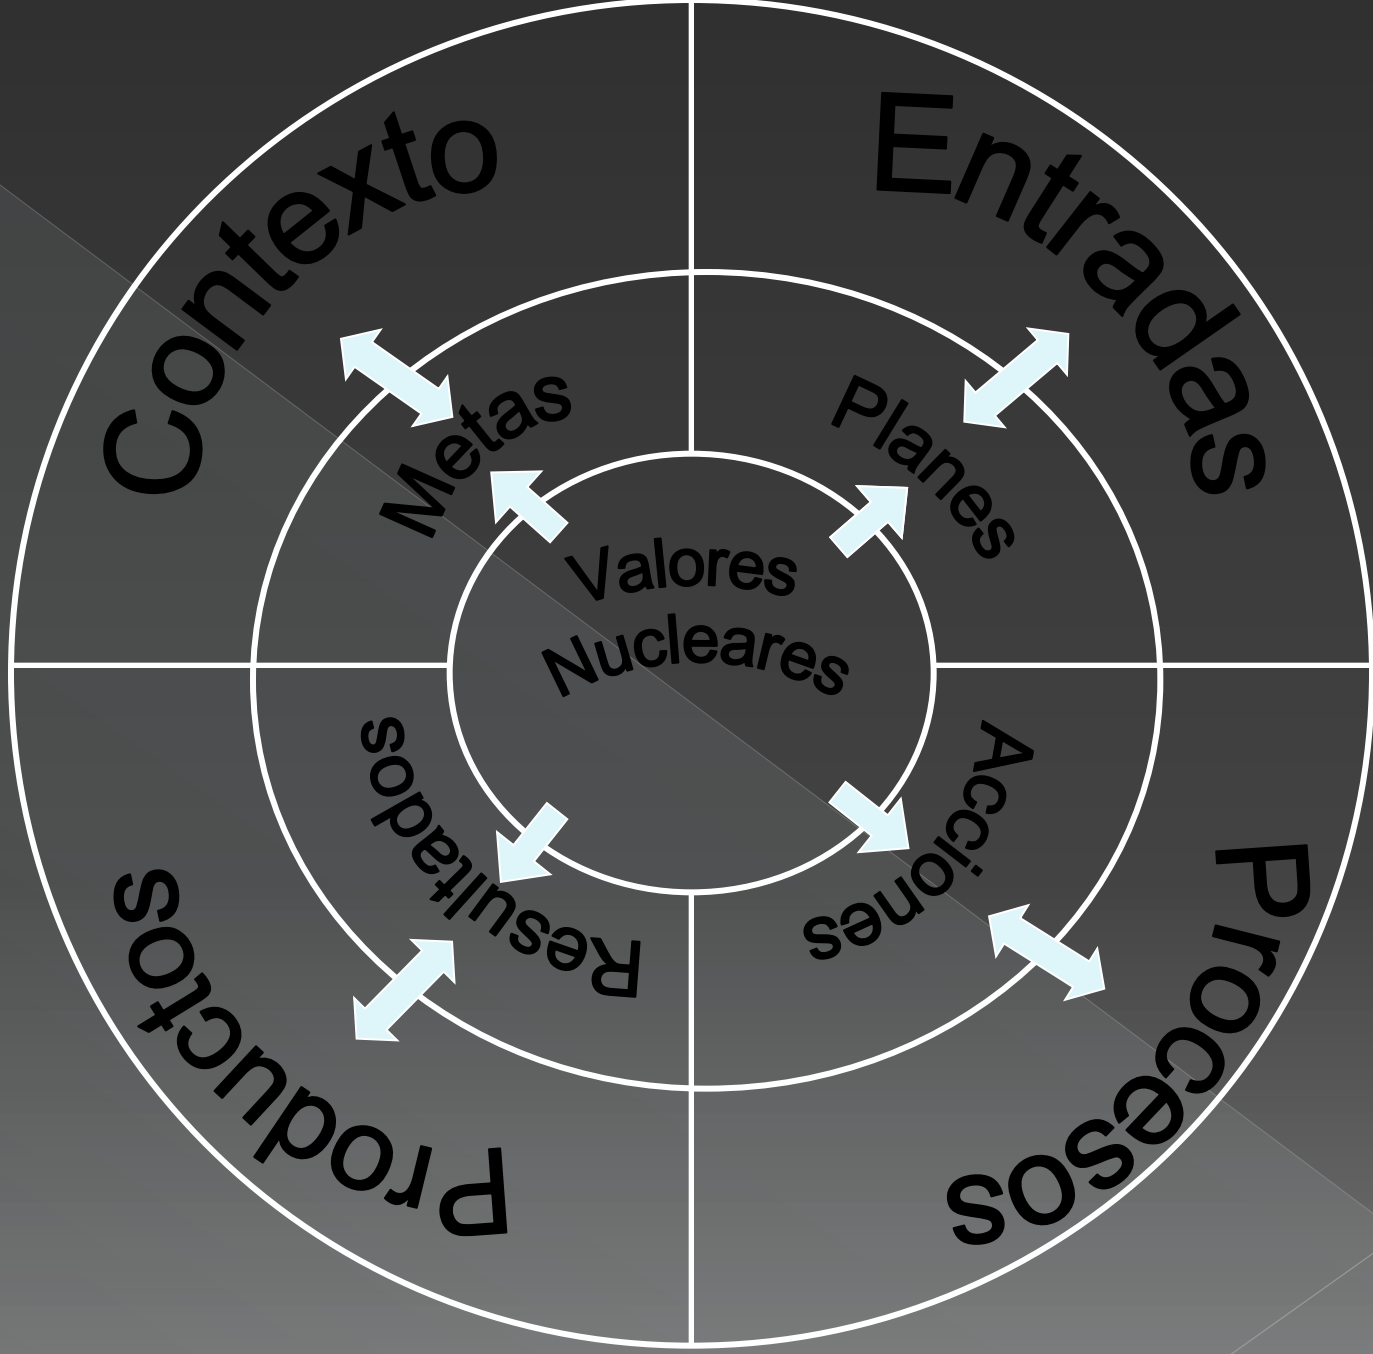 Contexto
Entradas
Metas
Planes
Valores
Nucleares
Resultados
Acciones
Productos
Procesos